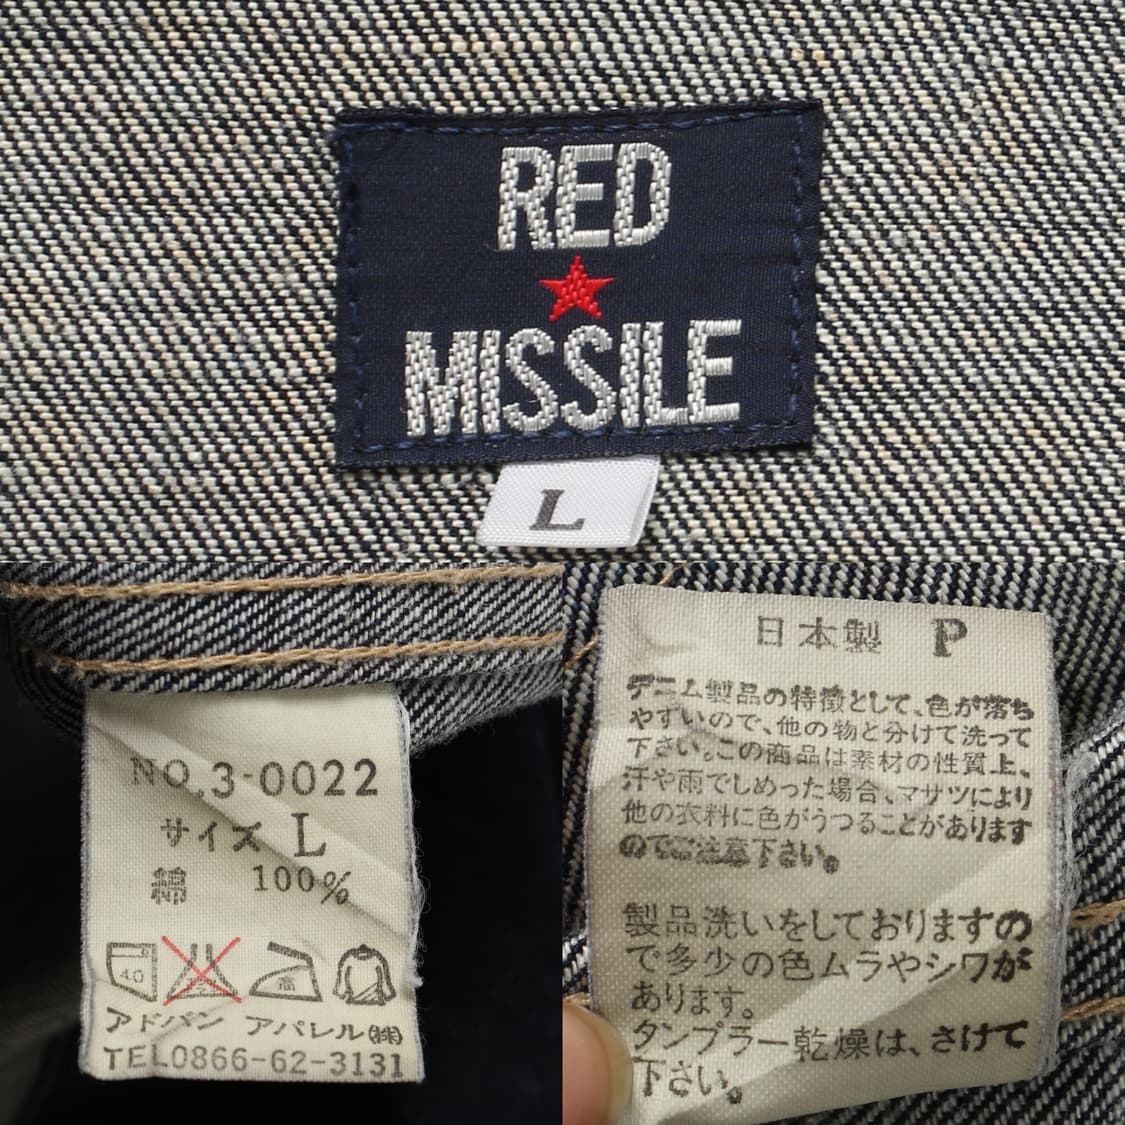 RED
MISSILE
L
NO.3-0022
サイズ L
綿 100%
40
高
アドバン アパレル㈱
TEL0866-62-3131
日本製 P
デニム製品の特徴として、色が落ち
やすいので、他の物と分けて洗って
下さい。この商品は素材の性質上、
汗や雨でしめった場合、マサツにより
他の衣料に色がうつることがあります
のでご注意下さい。
製品洗いをしておりますの
で多少の色ムラやシワが
あります。
タンブラー乾燥は、さけて
下さい。